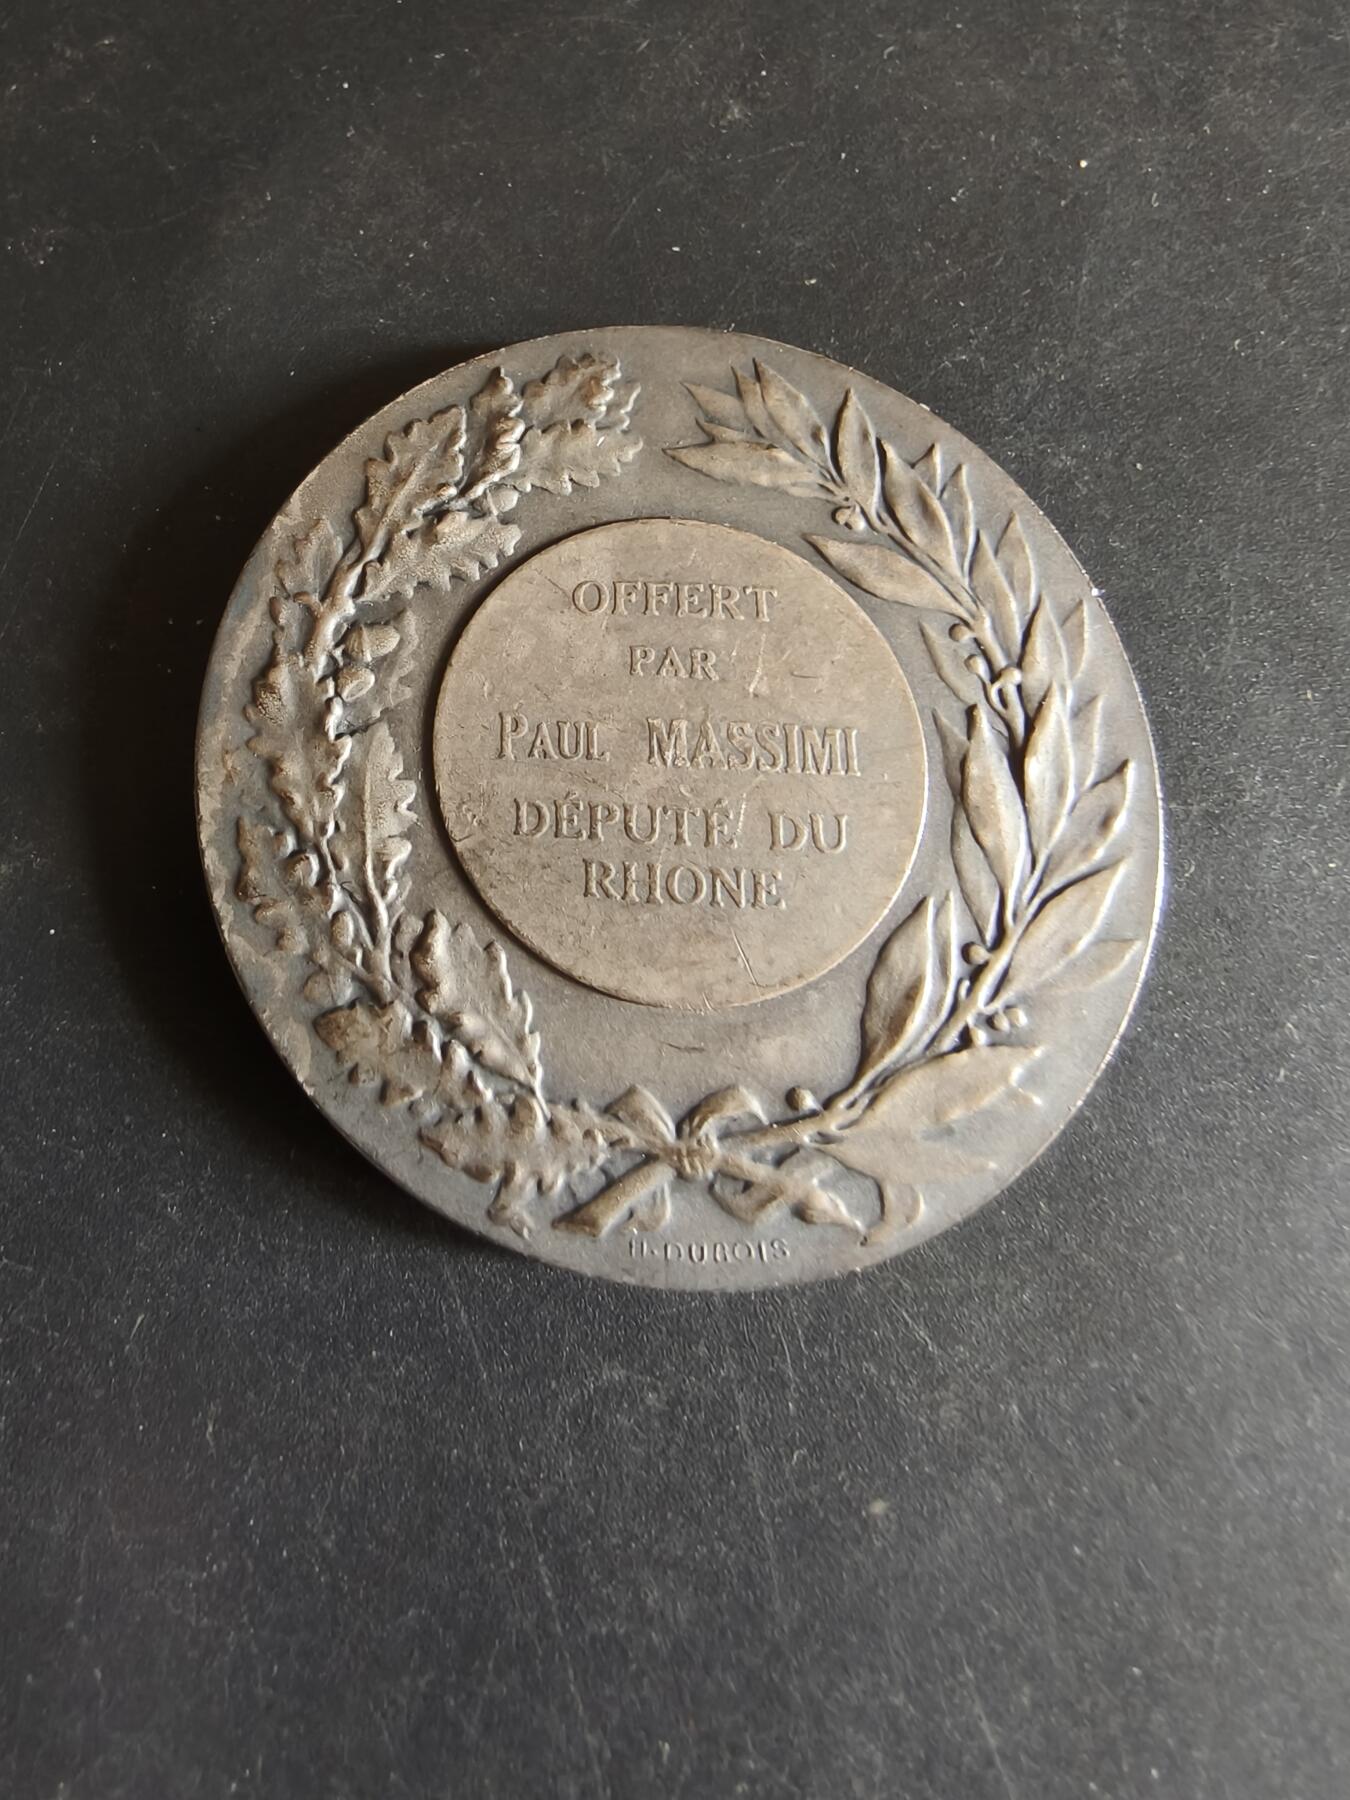 OFFERT
PAR
PAUL MASSIMI
DÉPUTÉ DU
RHONE
H·DUBOIS